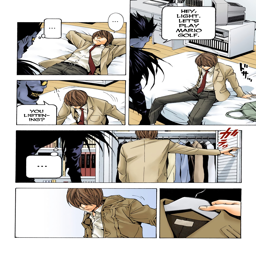 ...
...
HEY,
LIGHT.
LET'S
PLAY
MARIO
GOLF.
YOU
LISTEN-
ING?
...